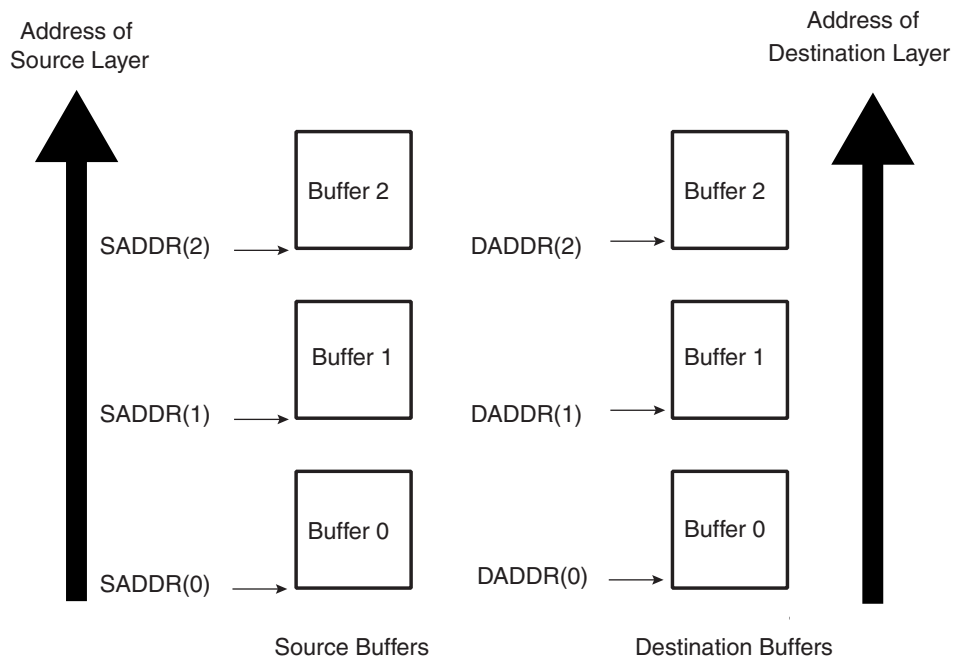 Address of
Source Layer
Address of
Destination Layer
Buffer 2
Buffer 2
SADDR(2)
DADDR(2)
Buffer 1
Buffer 1
SADDR(1)
DADDR(1)
Buffer 0
Buffer 0
SADDR(0)
DADDR(0)
Source Buffers
Destination Buffers